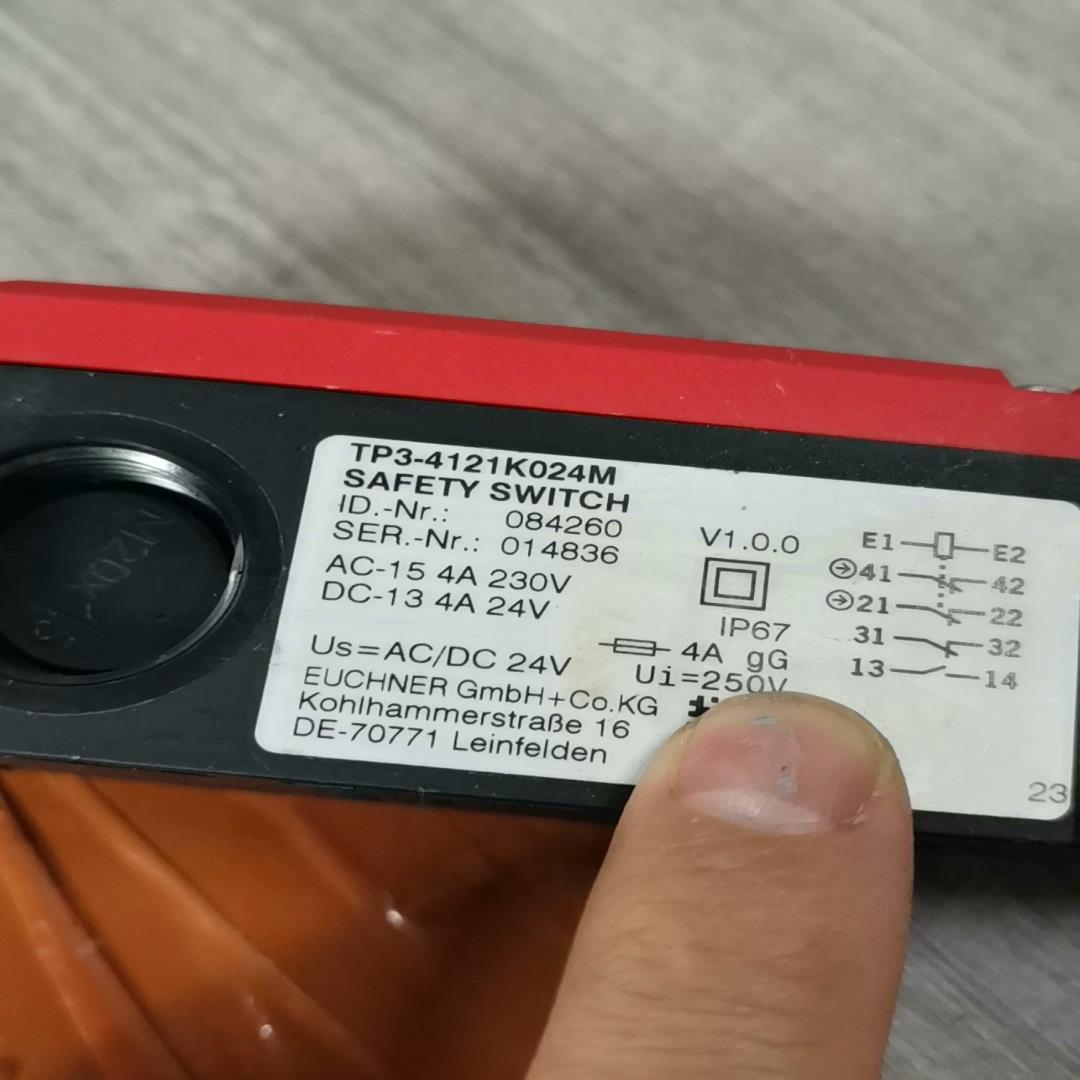 TP3-4121K024M
SAFETY SWITCH
ID.-Nr.: 084260
SER.-Nr.: 014836
AC-15 4A 230V
DC-13 4A 24V
Us=AC/DC 24V
EUCHNER GmbH+Co.KG
Kohlhammerstraße 16
DE-70771 Leinfelden
V1.0.0
IP67
4A gG
Ui=250V
E1 E2
41 42
21 22
31 32
13 14
23
M20x1,5